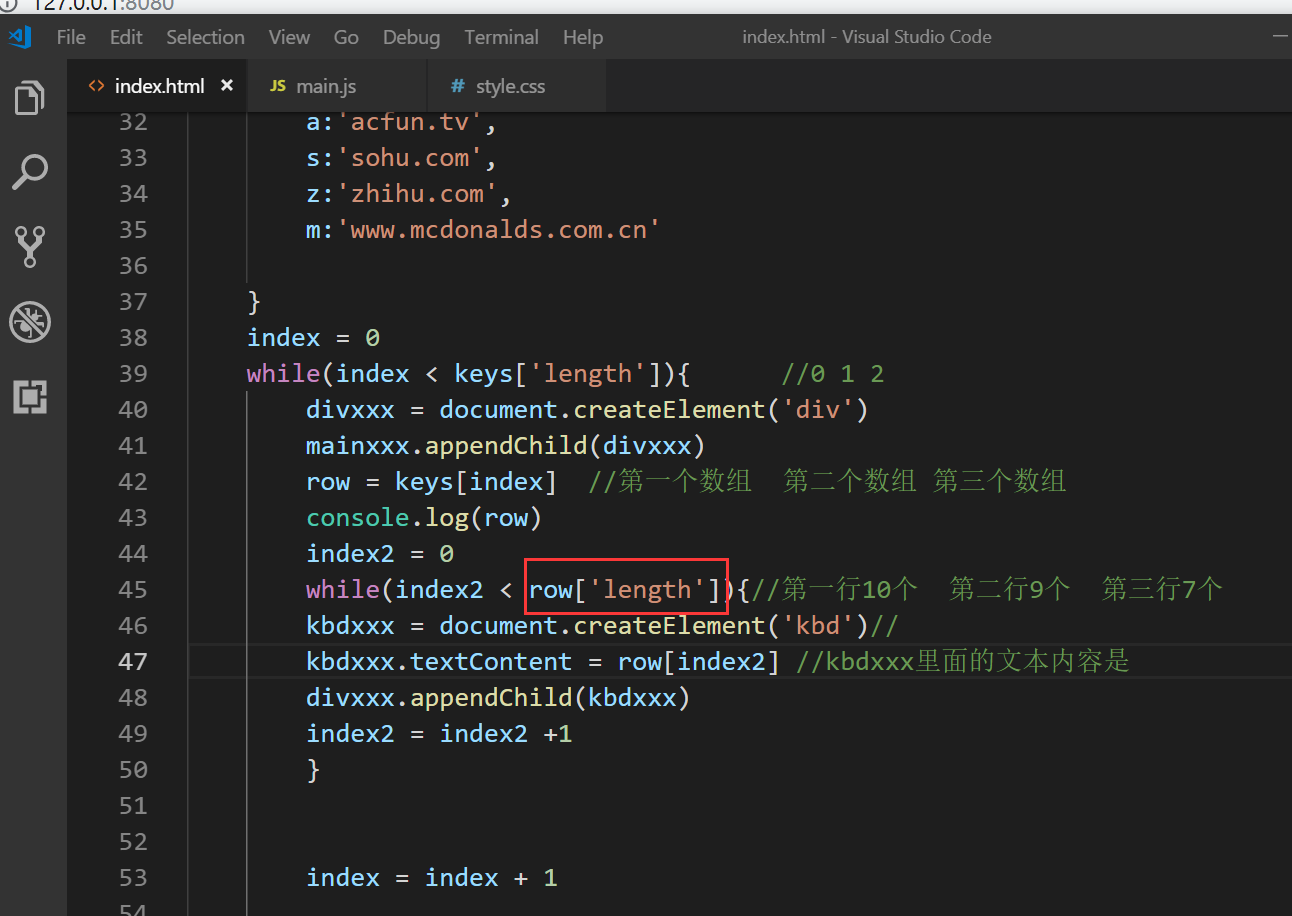 127.0.0.1:8080
File Edit Selection View Go Debug Terminal Help index.html - Visual Studio Code
<> index.html × JS main.js # style.css
32 a:'acfun.tv',
33 s:'sohu.com',
34 z:'zhihu.com',
35 m:'www.mcdonalds.com.cn'
36
37 }
38 index = 0
39 while(index < keys['length']){ //0 1 2
40 divxxx = document.createElement('div')
41 mainxxx.appendChild(divxxx)
42 row = keys[index] //第一个数组 第二个数组 第三个数组
43 console.log(row)
44 index2 = 0
45 while(index2 < row['length']){//第一行10个 第二行9个 第三行7个
46 kbdxxx = document.createElement('kbd')//
47 kbdxxx.textContent = row[index2] //kbdxxx里面的文本内容是
48 divxxx.appendChild(kbdxxx)
49 index2 = index2 +1
50 }
51
52
53 index = index + 1
54